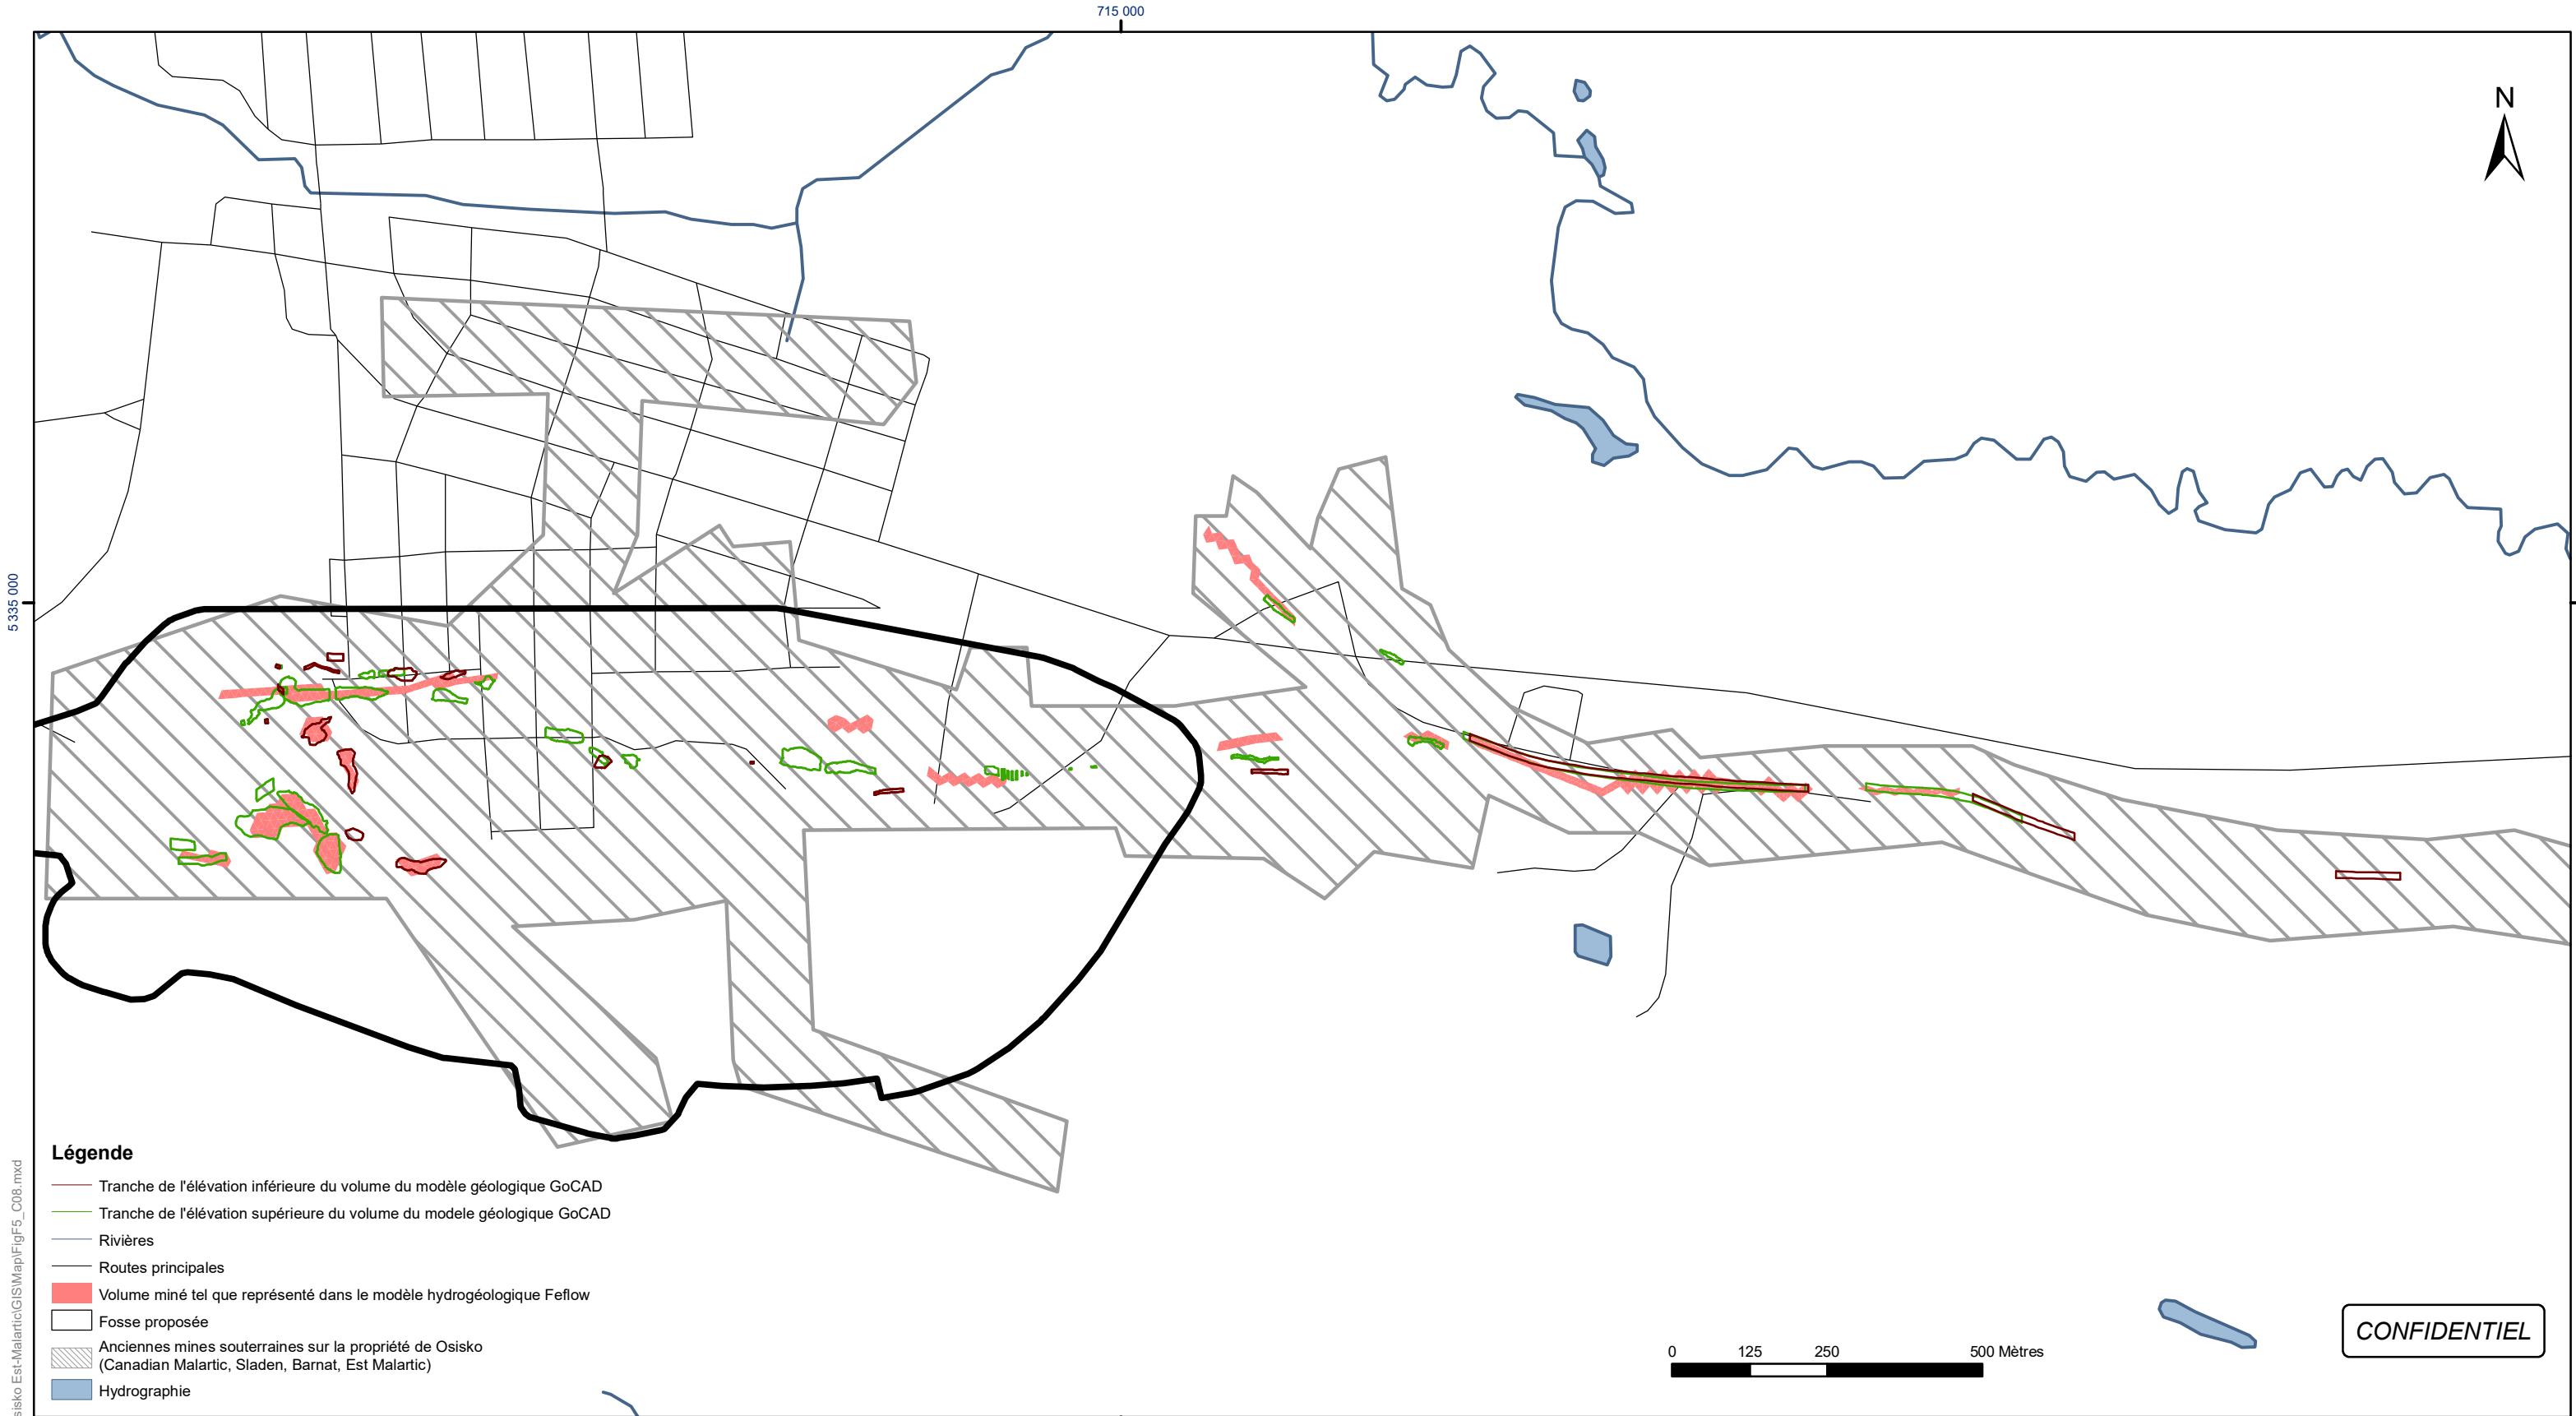 715 000
N
5 335 000
Légende
Tranche de l'élévation inférieure du volume du modèle géologique GoCAD
Tranche de l'élévation supérieure du volume du modele géologique GoCAD
Rivières
Routes principales
Volume miné tel que représenté dans le modèle hydrogéologique Feflow
Fosse proposée
Anciennes mines souterraines sur la propriété de Osisko
(Canadian Malartic, Sladen, Barnat, Est Malartic)
Hydrographie
0 125 250 500 Mètres
CONFIDENTIEL
sisko Est-Malartic\GIS\Map\FigF5_C08.mxd